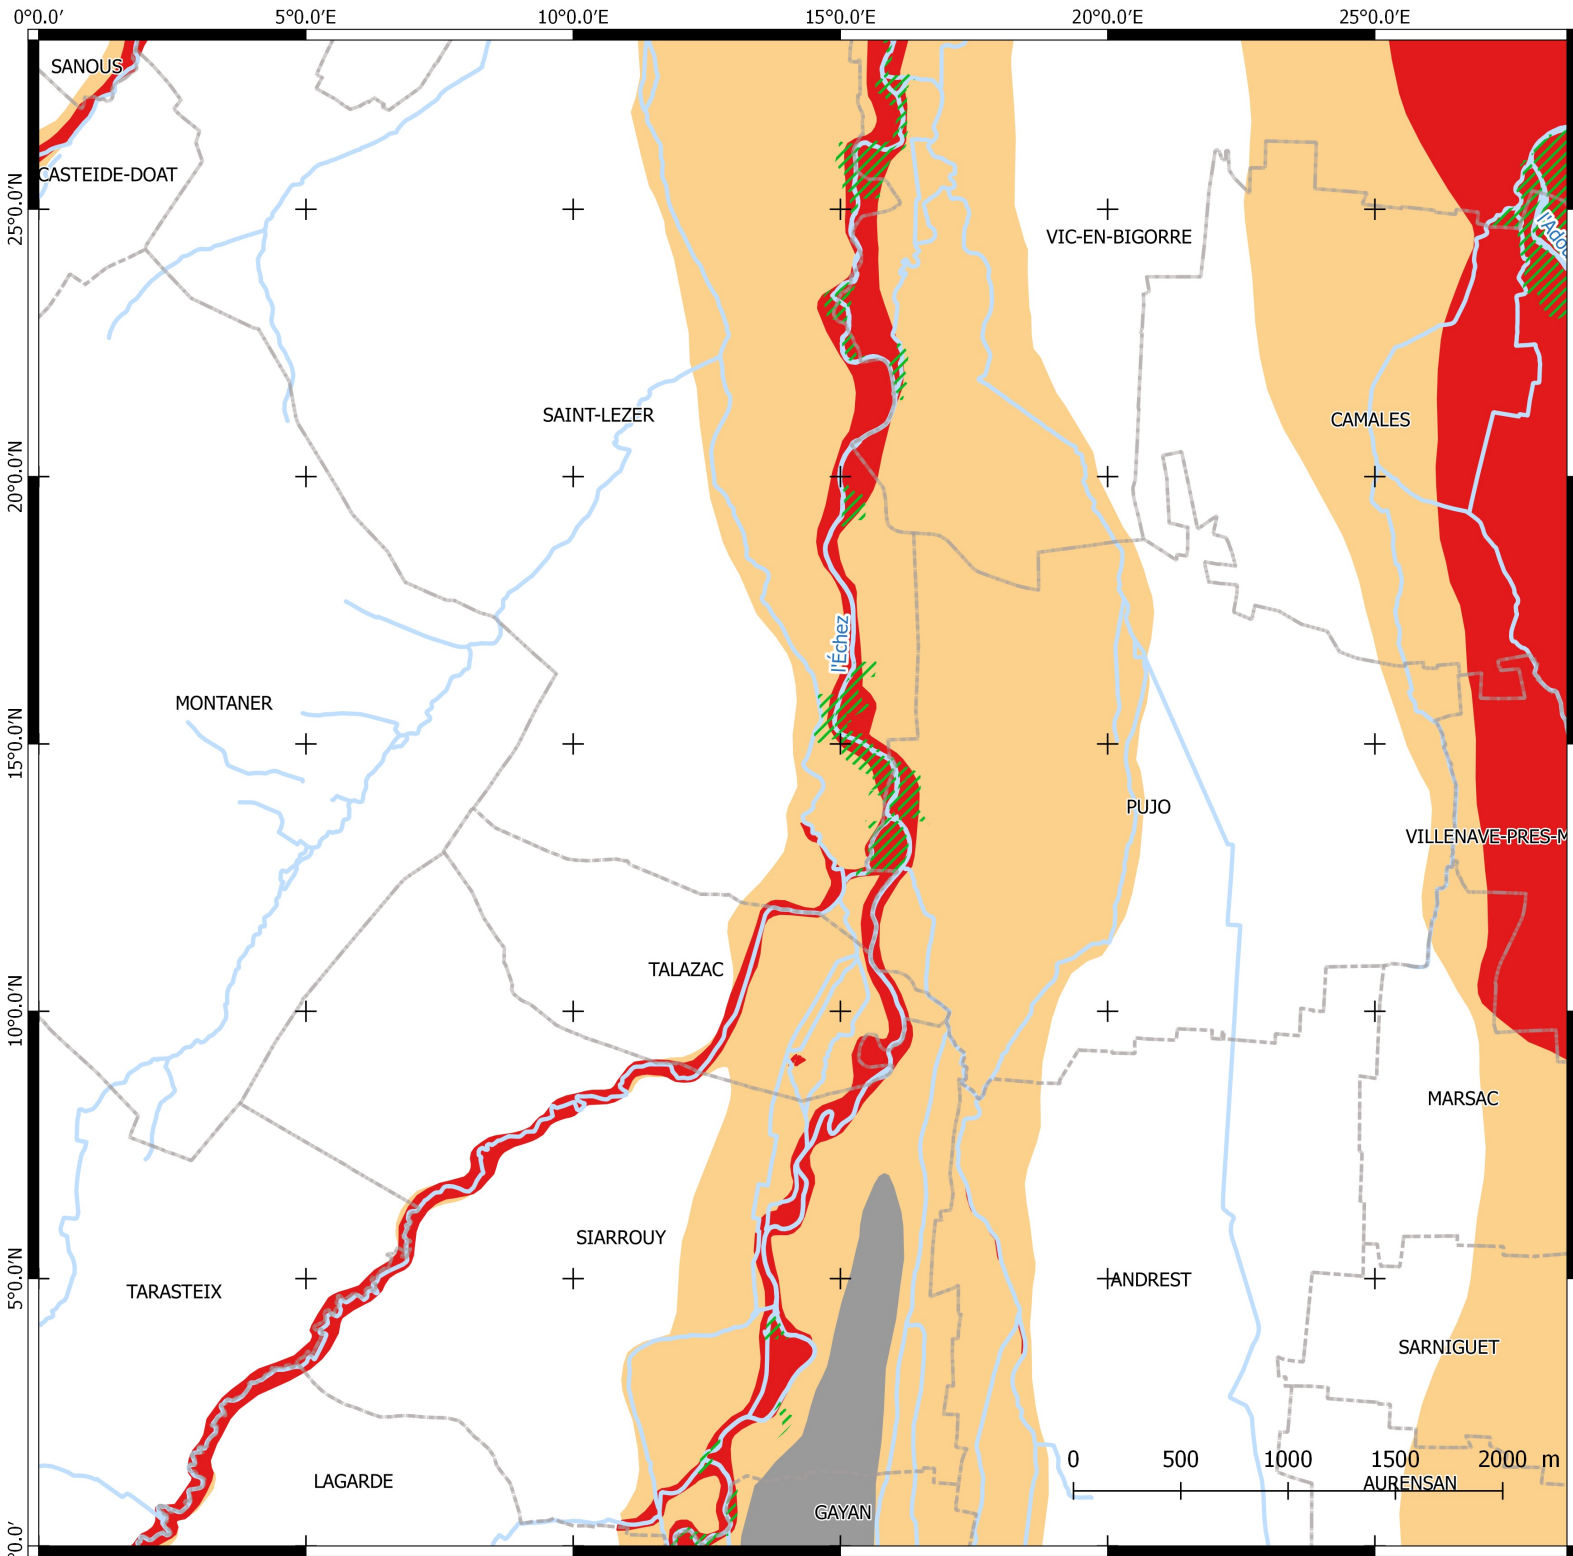 0°0.0′
5°0.0′E
10°0.0′E
15°0.0′E
20°0.0′E
25°0.0′E
SANOUS
CASTEIDE-DOAT
25°0.0′N
VIC-EN-BIGORRE
l'Ado
SAINT-LEZER
CAMALES
20°0.0′N
l'Échez
MONTANER
15°0.0′N
PUJO
VILLENAVE-PRES-M
TALAZAC
10°0.0′N
MARSAC
SIARROUY
5°0.0′N
TARASTEIX
ANDREST
SARNIGUET
0 500 1000 1500 2000 m
LAGARDE
AURENSAN
GAYAN
0°0.0′